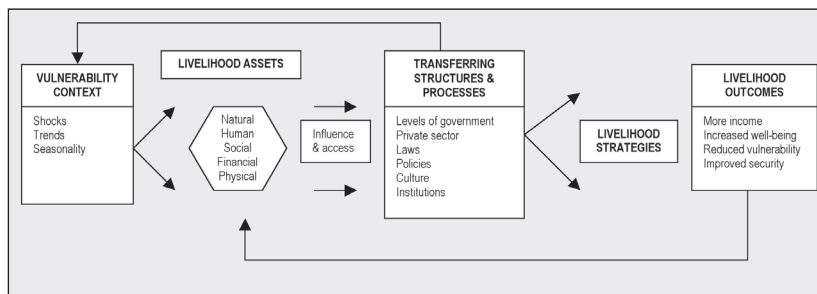 VULNERABILITY
CONTEXT
Shocks
Trends
Seasonality
LIVELIHOOD ASSETS
Natural
Human
Social
Financial
Physical
Influence
& access
TRANSFERRING
STRUCTURES &
PROCESSES
Levels of government
Private sector
Laws
Policies
Culture
Institutions
LIVELIHOOD
STRATEGIES
LIVELIHOOD
OUTCOMES
More income
Increased well-being
Reduced vulnerability
Improved security